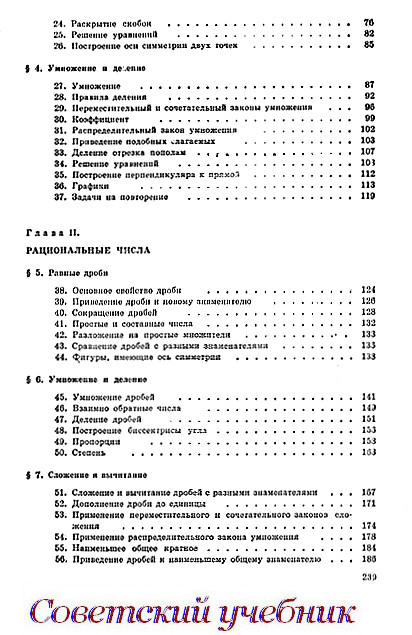 24. Раскрытие скобок . . . 76
25. Решение уравнений . . . 82
26. Построение оси симметрии двух точек . . . 85
§ 4. Умножение и деление
27. Умножение . . . 87
28. Правила деления . . . 92
29. Переместительный и сочетательный законы умножения . . . 96
30. Коэффициент . . . 99
31. Распределительный закон умножения . . . 102
32. Приведение подобных слагаемых . . . 103
33. Деление отрезка пополам . . . 107
34. Решение уравнений . . . 108
35. Построение перпендикуляра к прямой . . . 112
36. Графики . . . 113
37. Задачи на повторение . . . 119
Глава II.
РАЦИОНАЛЬНЫЕ ЧИСЛА
§ 5. Равные дроби
38. Основное свойство дроби . . . 124
39. Приведение дроби к новому знаменателю . . . 126
40. Сокращение дробей . . . 128
41. Простые и составные числа . . . 132
42. Разложение на простые множители . . . 133
43. Сравнение дробей с разными знаменателями . . . 135
44. Фигуры, имеющие ось симметрии . . . 138
§ 6. Умножение и деление
45. Умножение дробей . . . 141
46. Взаимно обратные числа . . . 149
47. Деление дробей . . . 151
48. Построение биссектрисы угла . . . 155
49. Пропорции . . . 158
50. Степень . . . 163
§ 7. Сложение и вычитание
51. Сложение и вычитание дробей с разными знаменателями . . . 167
52. Дополнение дроби до единицы . . . 171
53. Применение переместительного и сочетательного законов сло-
жения . . . 174
54. Применение распределительного закона умножения . . . 178
55. Наименьшее общее кратное . . . 184
56. Приведение дробей к наименьшему общему знаменателю . . . 186
239
Советский учебник